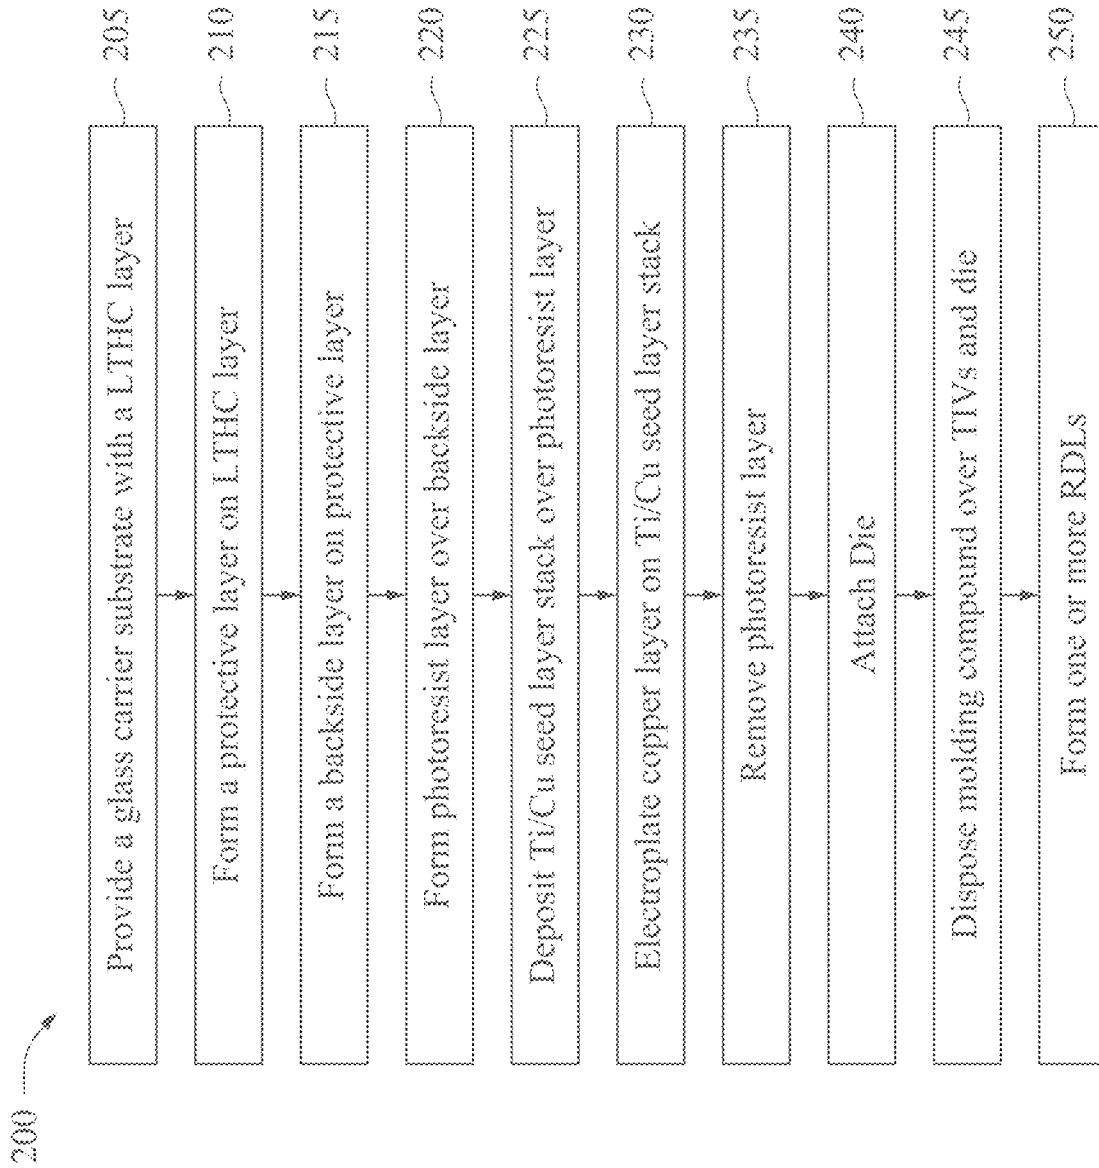 200
Provide a glass carrier substrate with a LTHC layer
205
Form a protective layer on LTHC layer
210
Form a backside layer on protective layer
215
Form photoresist layer over backside layer
220
Deposit Ti/Cu seed layer stack over photoresist layer
225
Electroplate copper layer on Ti/Cu seed layer stack
230
Remove photoresist layer
235
Attach Die
240
Dispose molding compound over TIVs and die
245
Form one or more RDLs
250